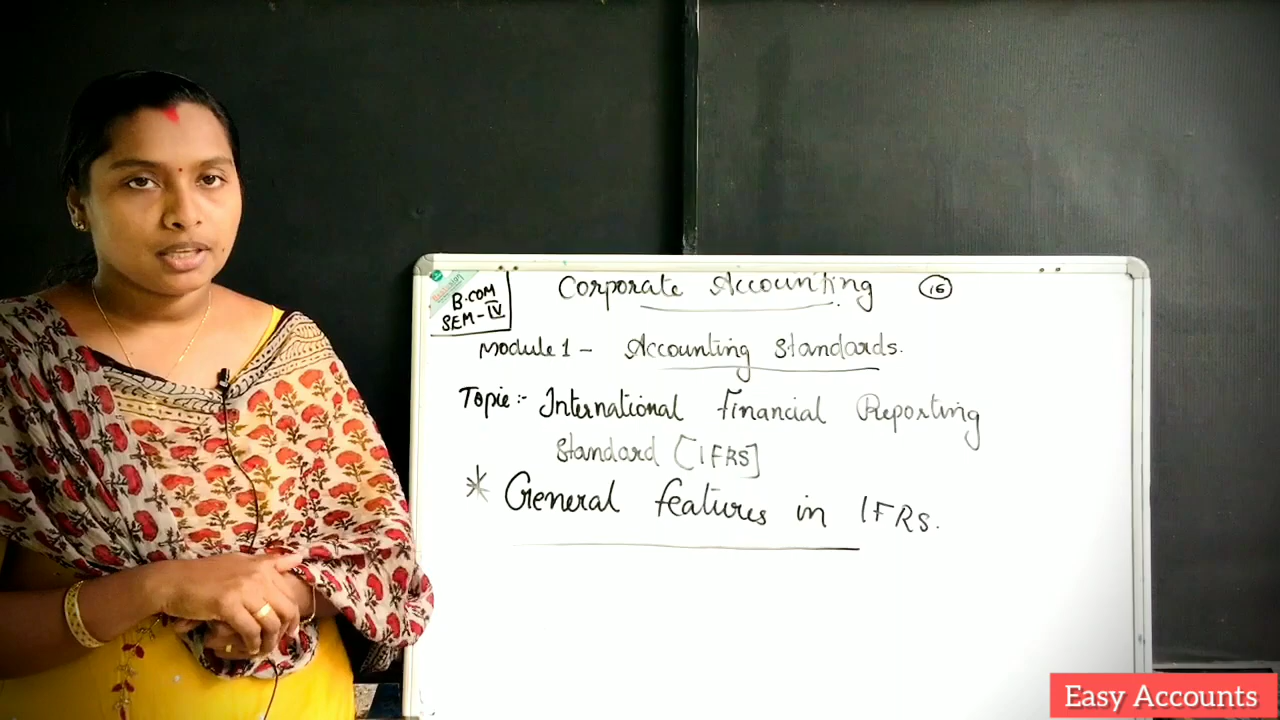 Corporate Accounting 16
B.COM
SEM-IV
Module 1 - Accounting Standards.
Topic:- International Financial Reporting
Standard [IFRS]
* General features in IFRS.
Easy Accounts